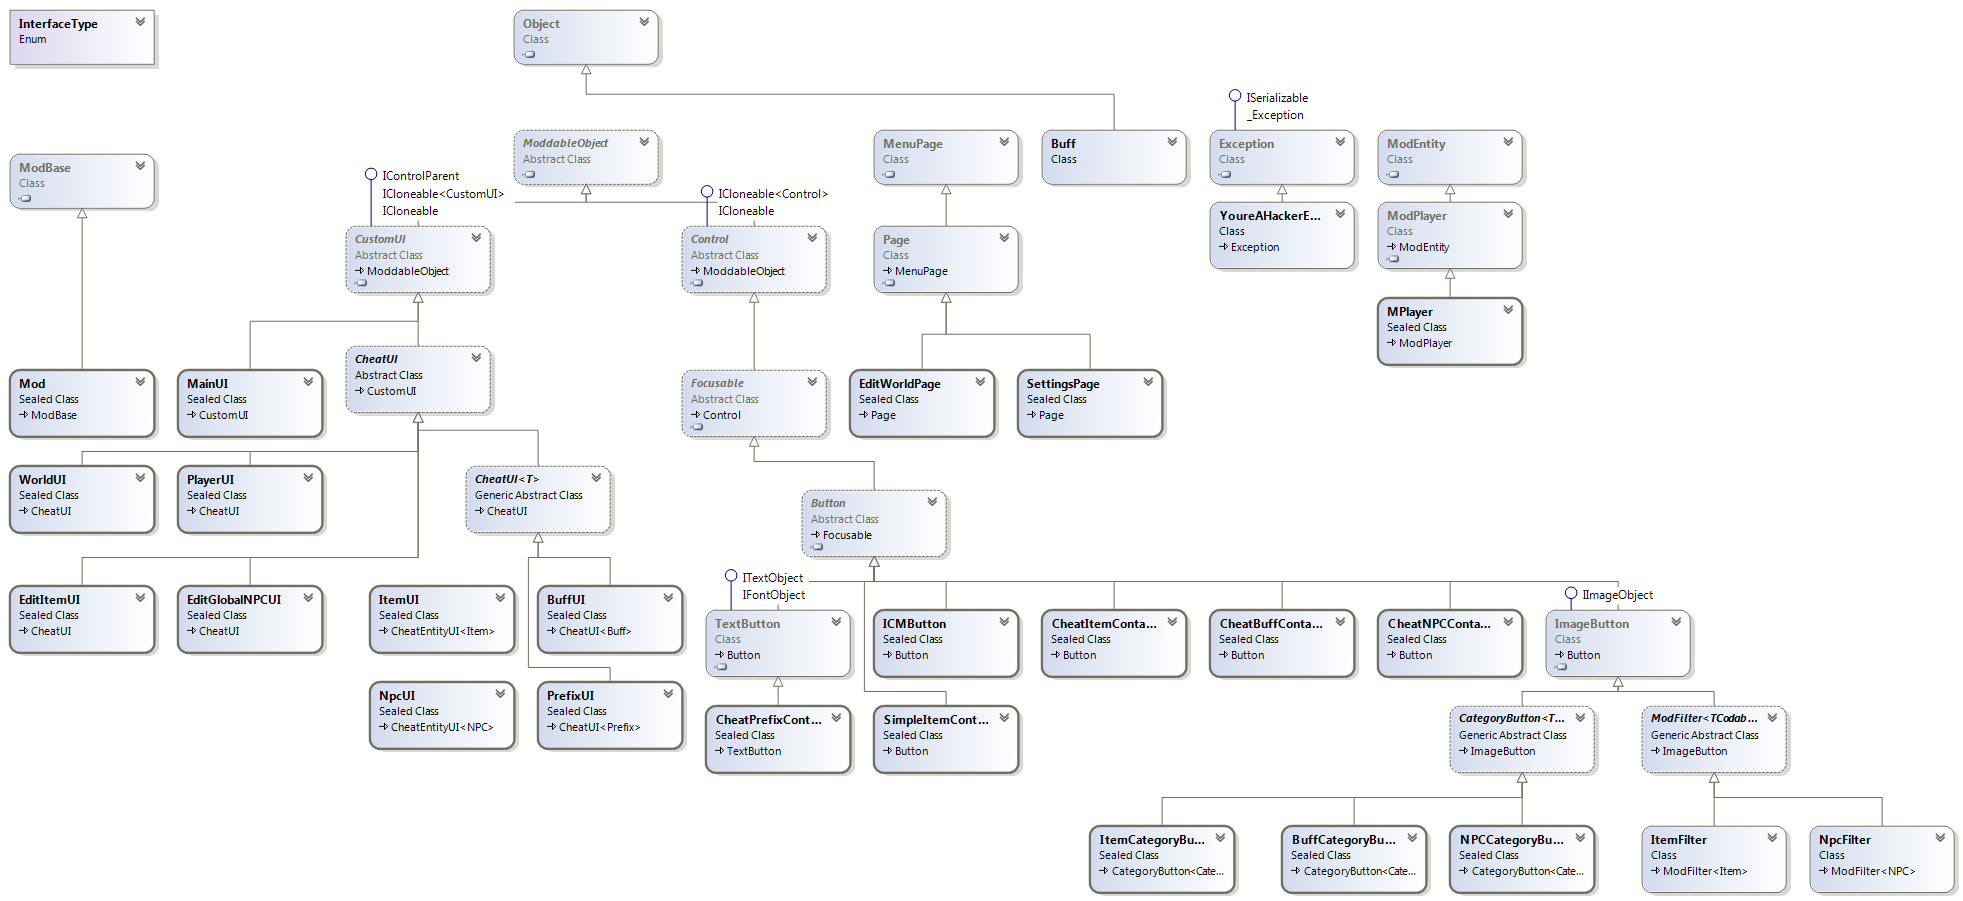 InterfaceType
Enum
Object
Class
ISerializable
_Exception
ModBase
Class
ModdableObject
Abstract Class
MenuPage
Class
Buff
Class
Exception
Class
ModEntity
Class
IControlParent
ICloneable<CustomUI>
ICloneable
ICloneable<Control>
ICloneable
YoureAHackerE...
Class
Exception
ModPlayer
Class
ModEntity
CustomUI
Abstract Class
ModdableObject
Control
Abstract Class
ModdableObject
Page
Class
MenuPage
MPlayer
Sealed Class
ModPlayer
Mod
Sealed Class
ModBase
MainUI
Sealed Class
CustomUI
CheatUI
Abstract Class
CustomUI
Focusable
Abstract Class
Control
EditWorldPage
Sealed Class
Page
SettingsPage
Sealed Class
Page
WorldUI
Sealed Class
CheatUI
PlayerUI
Sealed Class
CheatUI
CheatUI<T>
Generic Abstract Class
CheatUI
Button
Abstract Class
Focusable
EditItemUI
Sealed Class
CheatUI
EditGlobalNPCUI
Sealed Class
CheatUI
ItemUI
Sealed Class
CheatEntityUI<Item>
BuffUI
Sealed Class
CheatUI<Buff>
ITextObject
IFontObject
TextButton
Class
Button
ICMButton
Sealed Class
Button
CheatItemConta...
Sealed Class
Button
CheatBuffConta...
Sealed Class
Button
CheatNPCConta...
Sealed Class
Button
IImageObject
ImageButton
Class
Button
NpcUI
Sealed Class
CheatEntityUI<NPC>
PrefixUI
Sealed Class
CheatUI<Prefix>
CheatPrefixCont...
Sealed Class
TextButton
SimpleItemCont...
Sealed Class
Button
CategoryButton<T...
Generic Abstract Class
ImageButton
ModFilter<TCodab...
Generic Abstract Class
ImageButton
ItemCategoryBu...
Sealed Class
CategoryButton<Cate...
BuffCategoryBu...
Sealed Class
CategoryButton<Cate...
NPCCategoryBu...
Sealed Class
CategoryButton<Cate...
ItemFilter
Class
ModFilter<Item>
NpcFilter
Class
ModFilter<NPC>